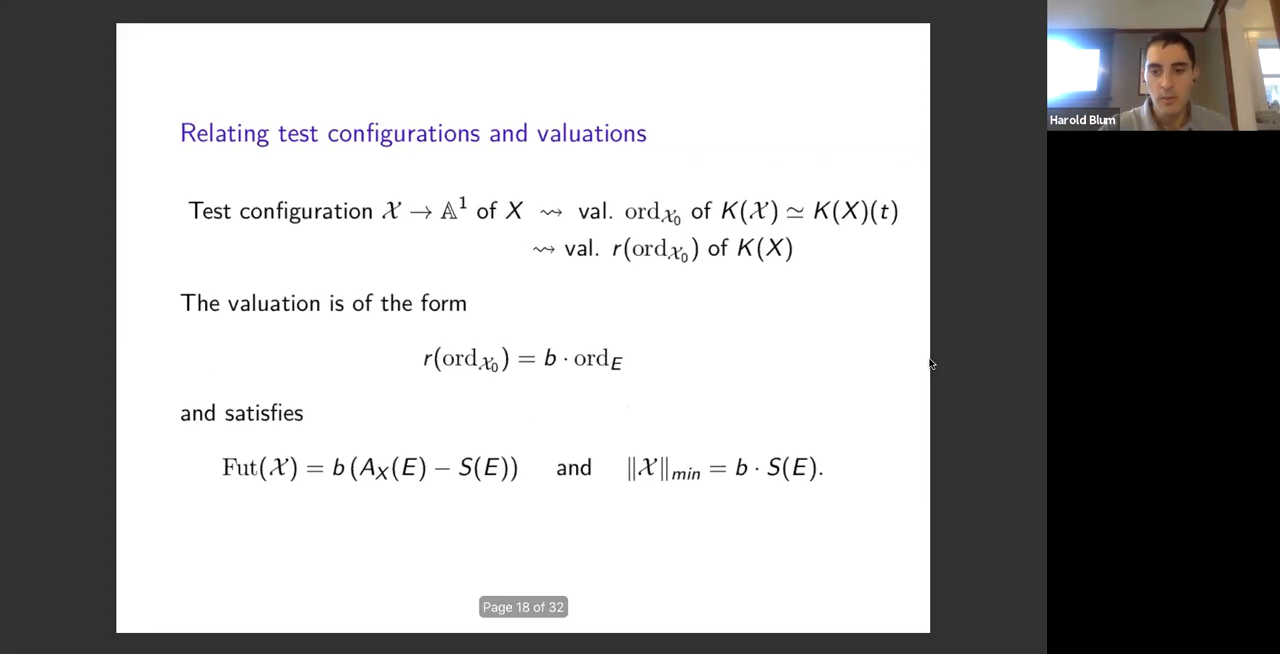 Relating test configurations and valuations
Test configuration 𝒳 → 𝔸¹ of X ⇝ val. ord_{𝒳₀} of K(𝒳) ≃ K(X)(t)
⇝ val. r(ord_{𝒳₀}) of K(X)
The valuation is of the form
r(ord_{𝒳₀}) = b · ord_E
and satisfies
Fut(𝒳) = b (A_X(E) − S(E)) and ‖𝒳‖_{min} = b · S(E).
Page 18 of 32
Harold Blum